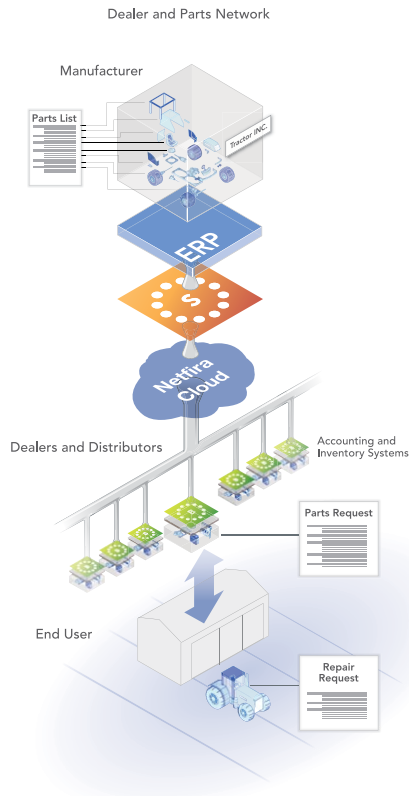 Dealer and Parts Network
Manufacturer
Parts List
Tractor INC.
ERP
S
Netfira
Cloud
Dealers and Distributors
Accounting and
Inventory Systems
Parts Request
End User
Repair
Request